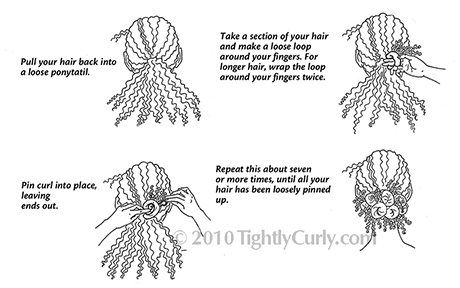 Pull your hair back into
a loose ponytatil.
Take a section of your hair
and make a loose loop
around your fingers. For
longer hair, wrap the loop
around your fingers twice.
Pin curl into place,
leaving
ends out.
Repeat this about seven
or more times, until all your
hair has been loosely pinned
up.
© 2010 TightlyCurly.com